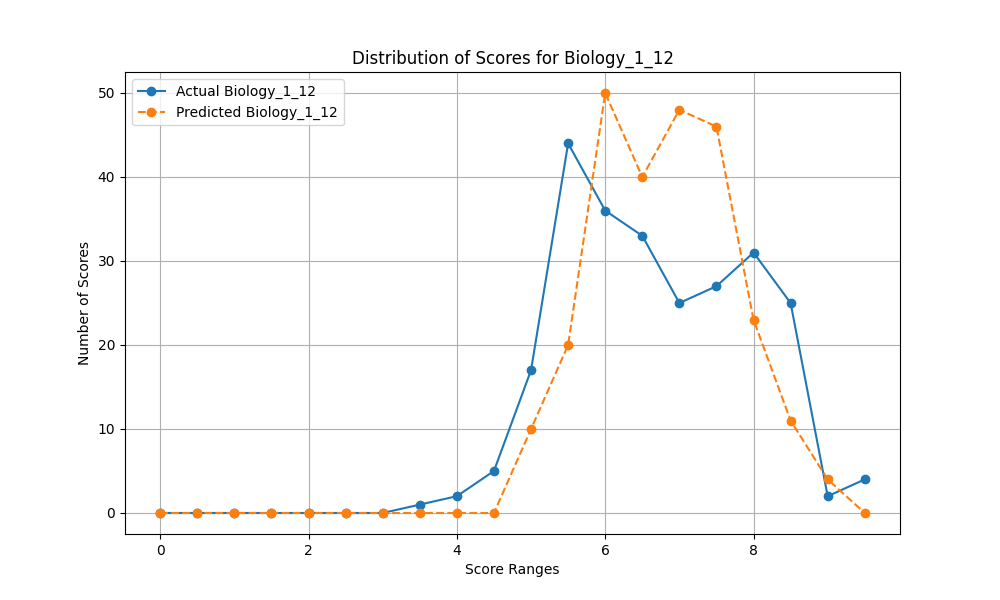 Distribution of Scores for Biology_1_12
Actual Biology_1_12
Predicted Biology_1_12
50
40
30
20
10
0
Number of Scores
0 2 4 6 8
Score Ranges